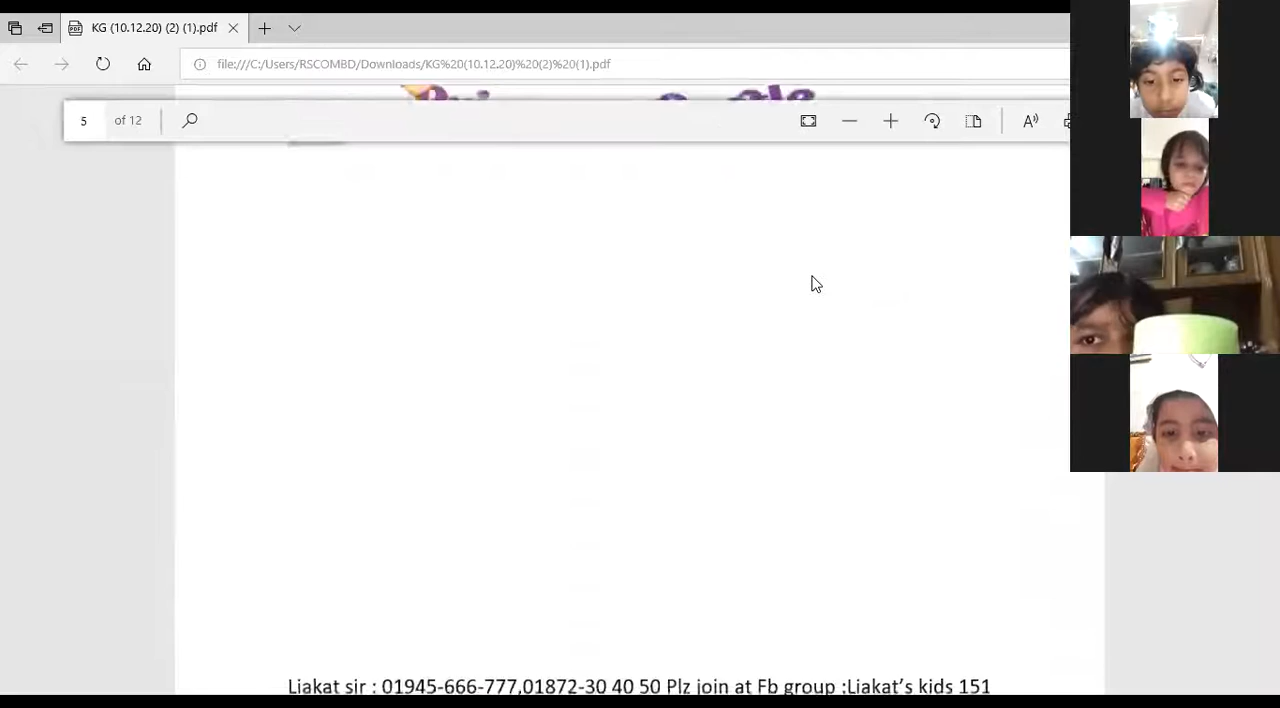 KG (10.12.20) (2) (1).pdf
file:///C:/Users/RSCOMBD/Downloads/KG%20(10.12.20)%20(2)%20(1).pdf
5 of 12
Liakat sir : 01945-666-777,01872-30 40 50 Plz join at Fb group :Liakat's kids 151